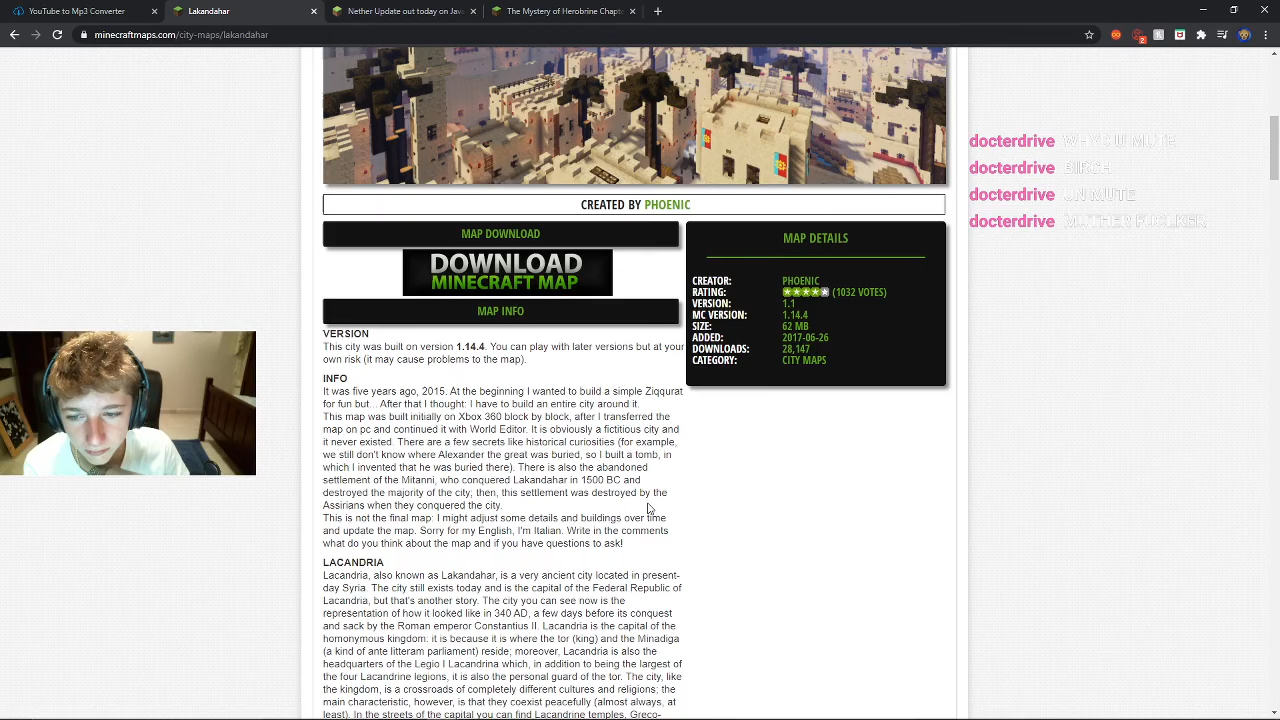 YouTube to Mp3 Converter
Lakandahar
Nether Update out today on Java
The Mystery of Herobrine Chapt
minecraftmaps.com/city-maps/lakandahar
CREATED BY PHOENIC
MAP DOWNLOAD
DOWNLOAD
MINECRAFT MAP
MAP INFO
VERSION
This city was built on version 1.14.4. You can play with later versions but at your
own risk (it may cause problems to the map).
INFO
It was five years ago, 2015. At the beginning I wanted to build a simple Ziqqurat
for fun but... After that I thought: I have to build an entire city around it.
This map was built initially on Xbox 360 block by block, after I transferred the
map on pc and continued it with World Editor. It is obviously a fictitious city and
it never existed. There are a few secrets like historical curiosities (for example,
we still don't know where Alexander the great was buried, so I built a tomb, in
which I invented that he was buried there). There is also the abandoned
settlement of the Mitanni, who conquered Lakandahar in 1500 BC and
destroyed the majority of the city; then, this settlement was destroyed by the
Assirians when they conquered the city.
This is not the final map: I might adjust some details and buildings over time
and update the map. Sorry for my English, I'm Italian. Write in the comments
what do you think about the map and if you have questions to ask!
LACANDRIA
Lacandria, also known as Lakandahar, is a very ancient city located in present-
day Syria. The city still exists today and is the capital of the Federal Republic of
Lacandria, but that's another story. The city you can see now is the
representation of how it looked like in 340 AD, a few days before its conquest
and sack by the Roman emperor Constantius II. Lacandria is the capital of the
homonymous kingdom: it is because it is where the tor (king) and the Minadiga
(a kind of ante litteram parliament) reside; moreover, Lacandria is also the
headquarters of the Legio I Lacandrina which, in addition to being the largest of
the four Lacandrine legions, it is also the personal guard of the tor. The city, like
the kingdom, is a crossroads of completely different cultures and religions; the
main characteristic, however, is that they coexist peacefully (almost always, at
least). In the streets of the capital you can find Lacandrine temples, Greco-
MAP DETAILS
CREATOR: PHOENIC
RATING: (1032 VOTES)
VERSION: 1.1
MC VERSION: 1.14.4
SIZE: 62 MB
ADDED: 2017-06-26
DOWNLOADS: 28,147
CATEGORY: CITY MAPS
docterdrive
docterdrive BIRCH
docterdrive UN MUTE
docterdrive MUTHER